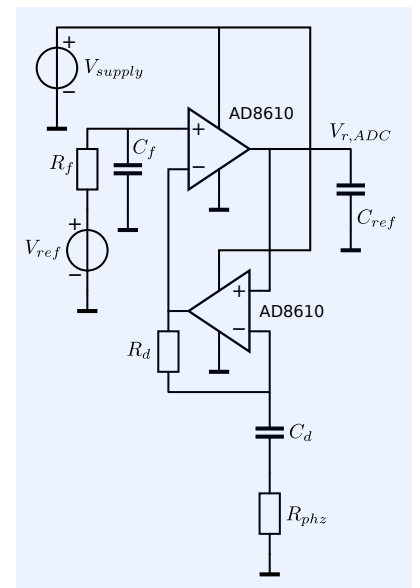 +
V_supply
−
AD8610
+
−
V_r,ADC
C_f
R_f
C_ref
+
V_ref
−
+
−
AD8610
R_d
C_d
R_phz